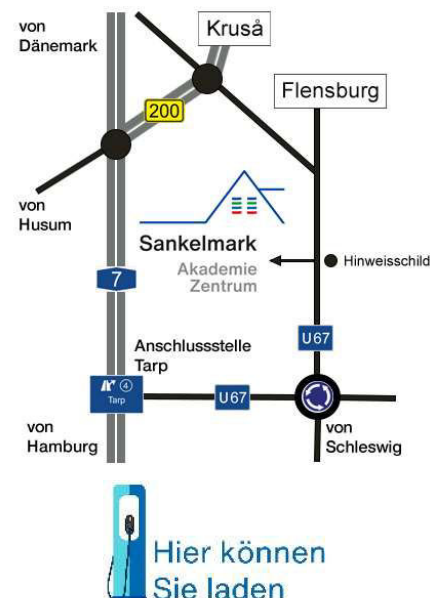 von
Dänemark
Kruså
Flensburg
200
von
Husum
Sankelmark
Akademie
Zentrum
Hinweisschild
7
U67
Anschlussstelle
Tarp
4
Tarp
U67
von
Hamburg
von
Schleswig
Hier können
Sie laden